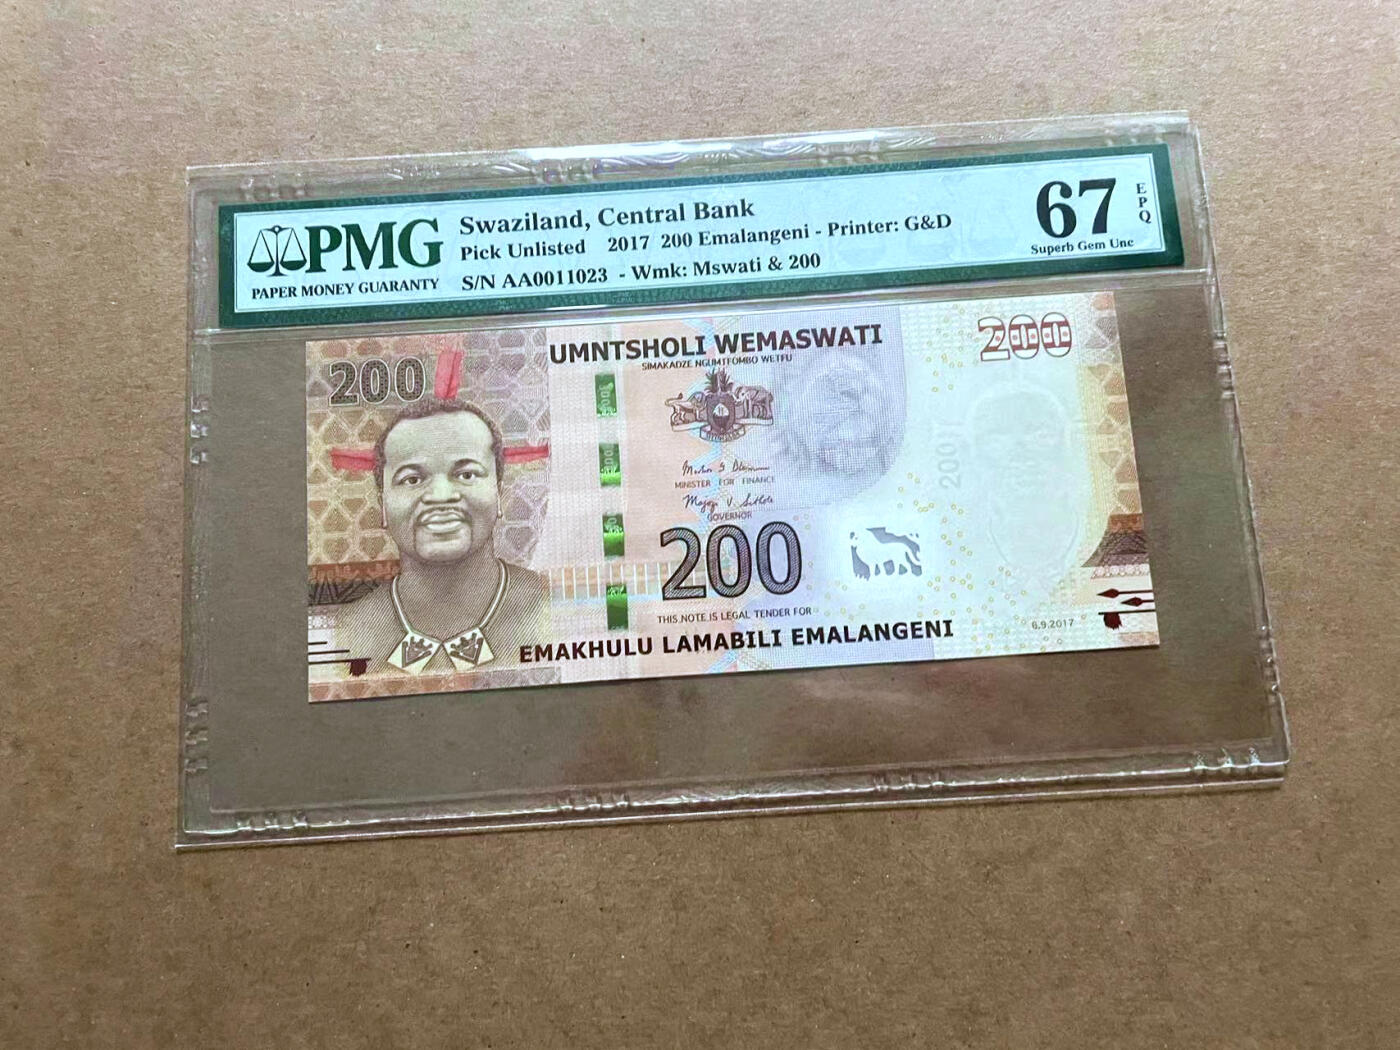 PMG
PAPER MONEY GUARANTY
Swaziland, Central Bank
Pick Unlisted 2017 200 Emalangeni - Printer: G&D
S/N AA0011023 - Wmk: Mswati & 200
67
EPQ
Superb Gem Unc
200
UMNTSHOLI WEMASWATI
SIMAKADZE NGUMTFOMBO WETFU
200
MINISTER FOR FINANCE
GOVERNOR
200
THIS NOTE IS LEGAL TENDER FOR
EMAKHULU LAMABILI EMALANGENI
6.9.2017